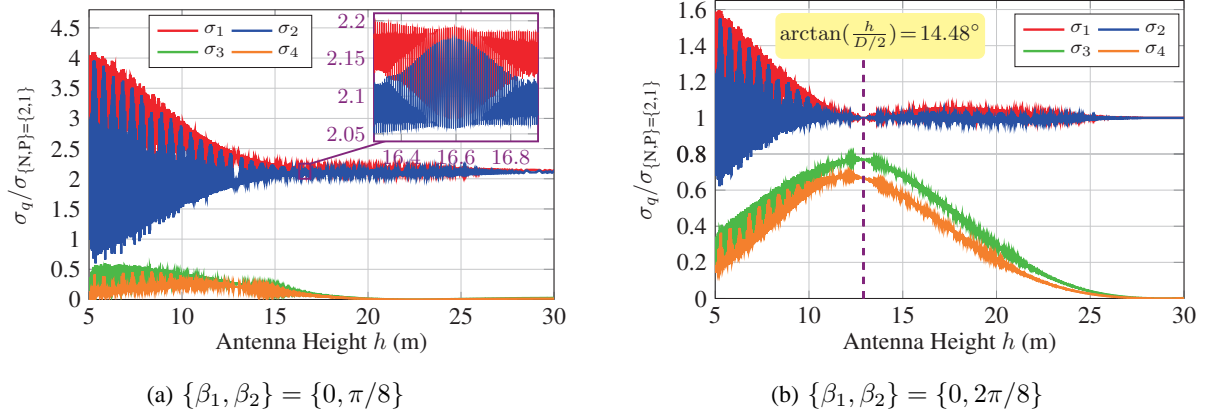 σ₁ σ₂
σ₃ σ₄
σ_q/σ_{N,P}={2,1}
4.5
4
3.5
3
2.5
2
1.5
1
0.5
0
2.2
2.15
2.1
2.05
16.4 16.6 16.8
5 10 15 20 25 30
Antenna Height h (m)
(a) {β₁, β₂} = {0, π/8}
arctan(h/D/2) = 14.48°
σ₁ σ₂
σ₃ σ₄
σ_q/σ_{N,P}={2,1}
1.6
1.4
1.2
1
0.8
0.6
0.4
0.2
0
5 10 15 20 25 30
Antenna Height h (m)
(b) {β₁, β₂} = {0, 2π/8}